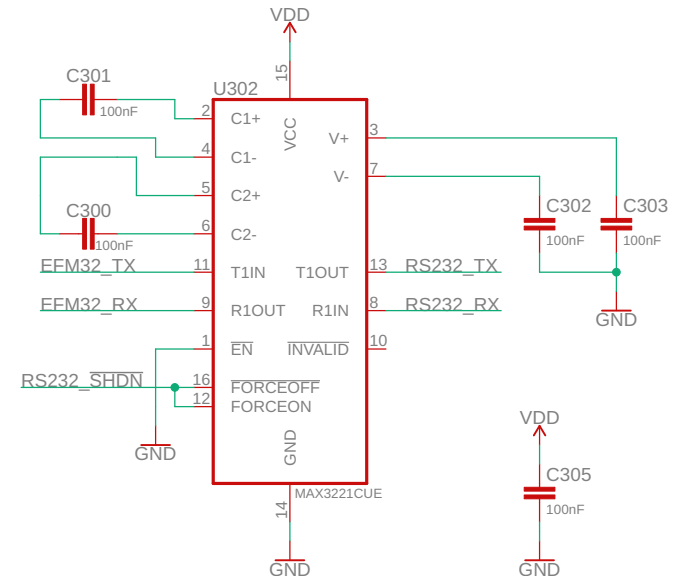 VDD
C301
100nF
U302
15
VCC
2
C1+
V+
3
4
C1-
V-
7
5
C2+
C300
100nF
6
C2-
C302
100nF
C303
100nF
EFM32_TX
11
T1IN
T1OUT
13
RS232_TX
EFM32_RX
9
R1OUT
R1IN
8
RS232_RX
GND
1
EN
INVALID
10
RS232_SHDN
16
FORCEOFF
12
FORCEON
GND
GND
VDD
MAX3221CUE
14
C305
100nF
GND
GND